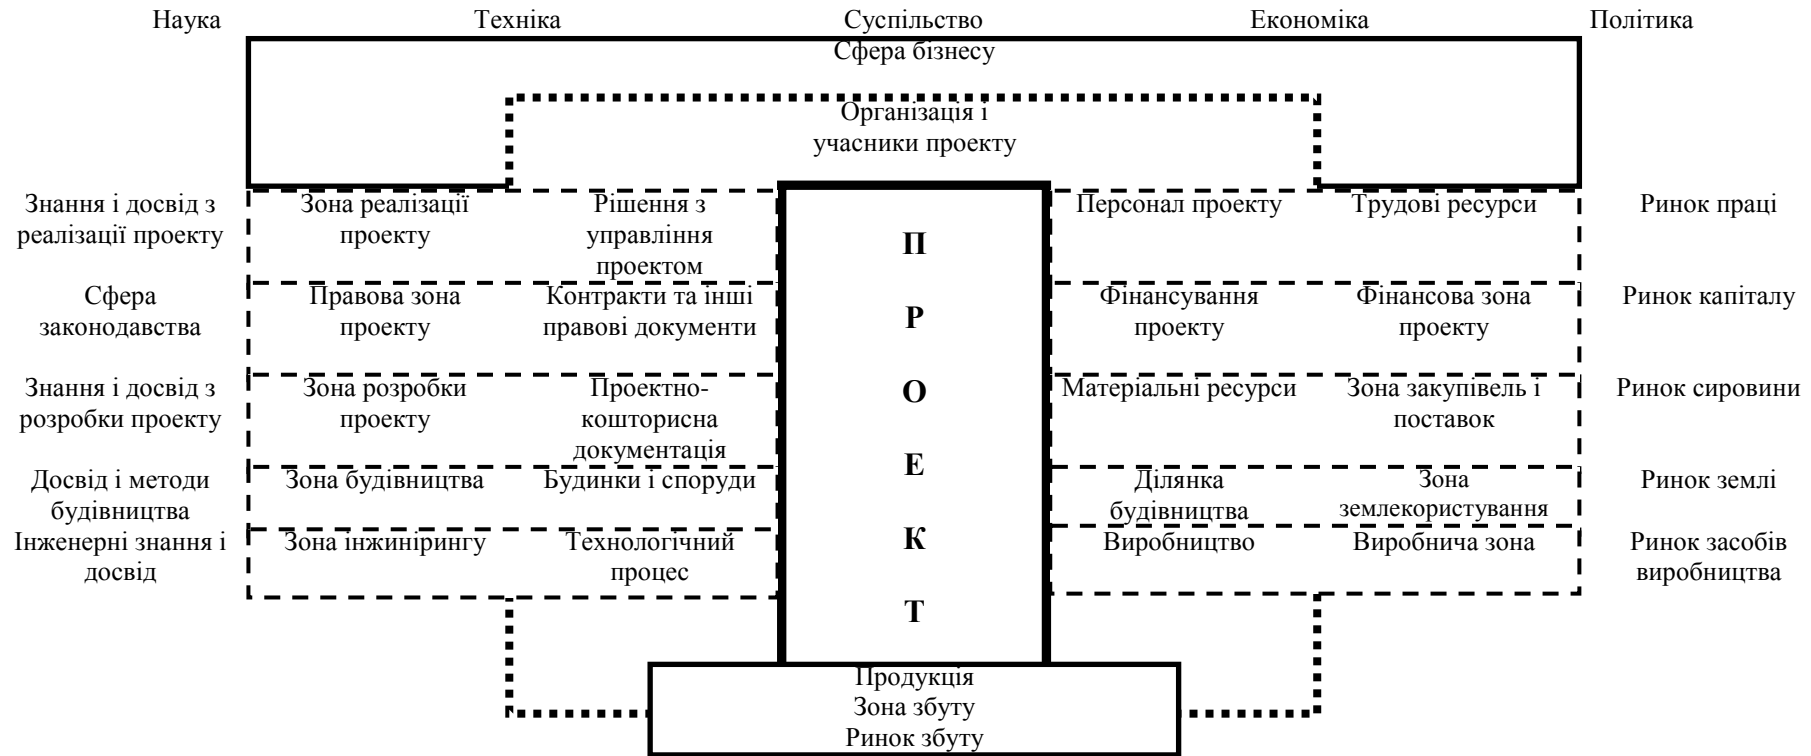 Наука Техніка Суспільство Економіка Політика
Сфера бізнесу
Організація і
учасники проекту
Знання і досвід з
реалізації проекту
Зона реалізації
проекту
Рішення з
управління
проектом
Персонал проекту
Трудові ресурси
Ринок праці
Сфера
законодавства
Правова зона
проекту
Контракти та інші
правові документи
Фінансування
проекту
Фінансова зона
проекту
Ринок капіталу
Знання і досвід з
розробки проекту
Зона розробки
проекту
Проектно-
кошторисна
документація
Матеріальні ресурси
Зона закупівель і
поставок
Ринок сировини
Досвід і методи
будівництва
Зона будівництва
Будинки і споруди
Ділянка
будівництва
Зона
землекористування
Ринок землі
Інженерні знання і
досвід
Зона інжинірингу
Технологічний
процес
Виробництво
Виробнича зона
Ринок засобів
виробництва
П
Р
О
Е
К
Т
Продукція
Зона збуту
Ринок збуту